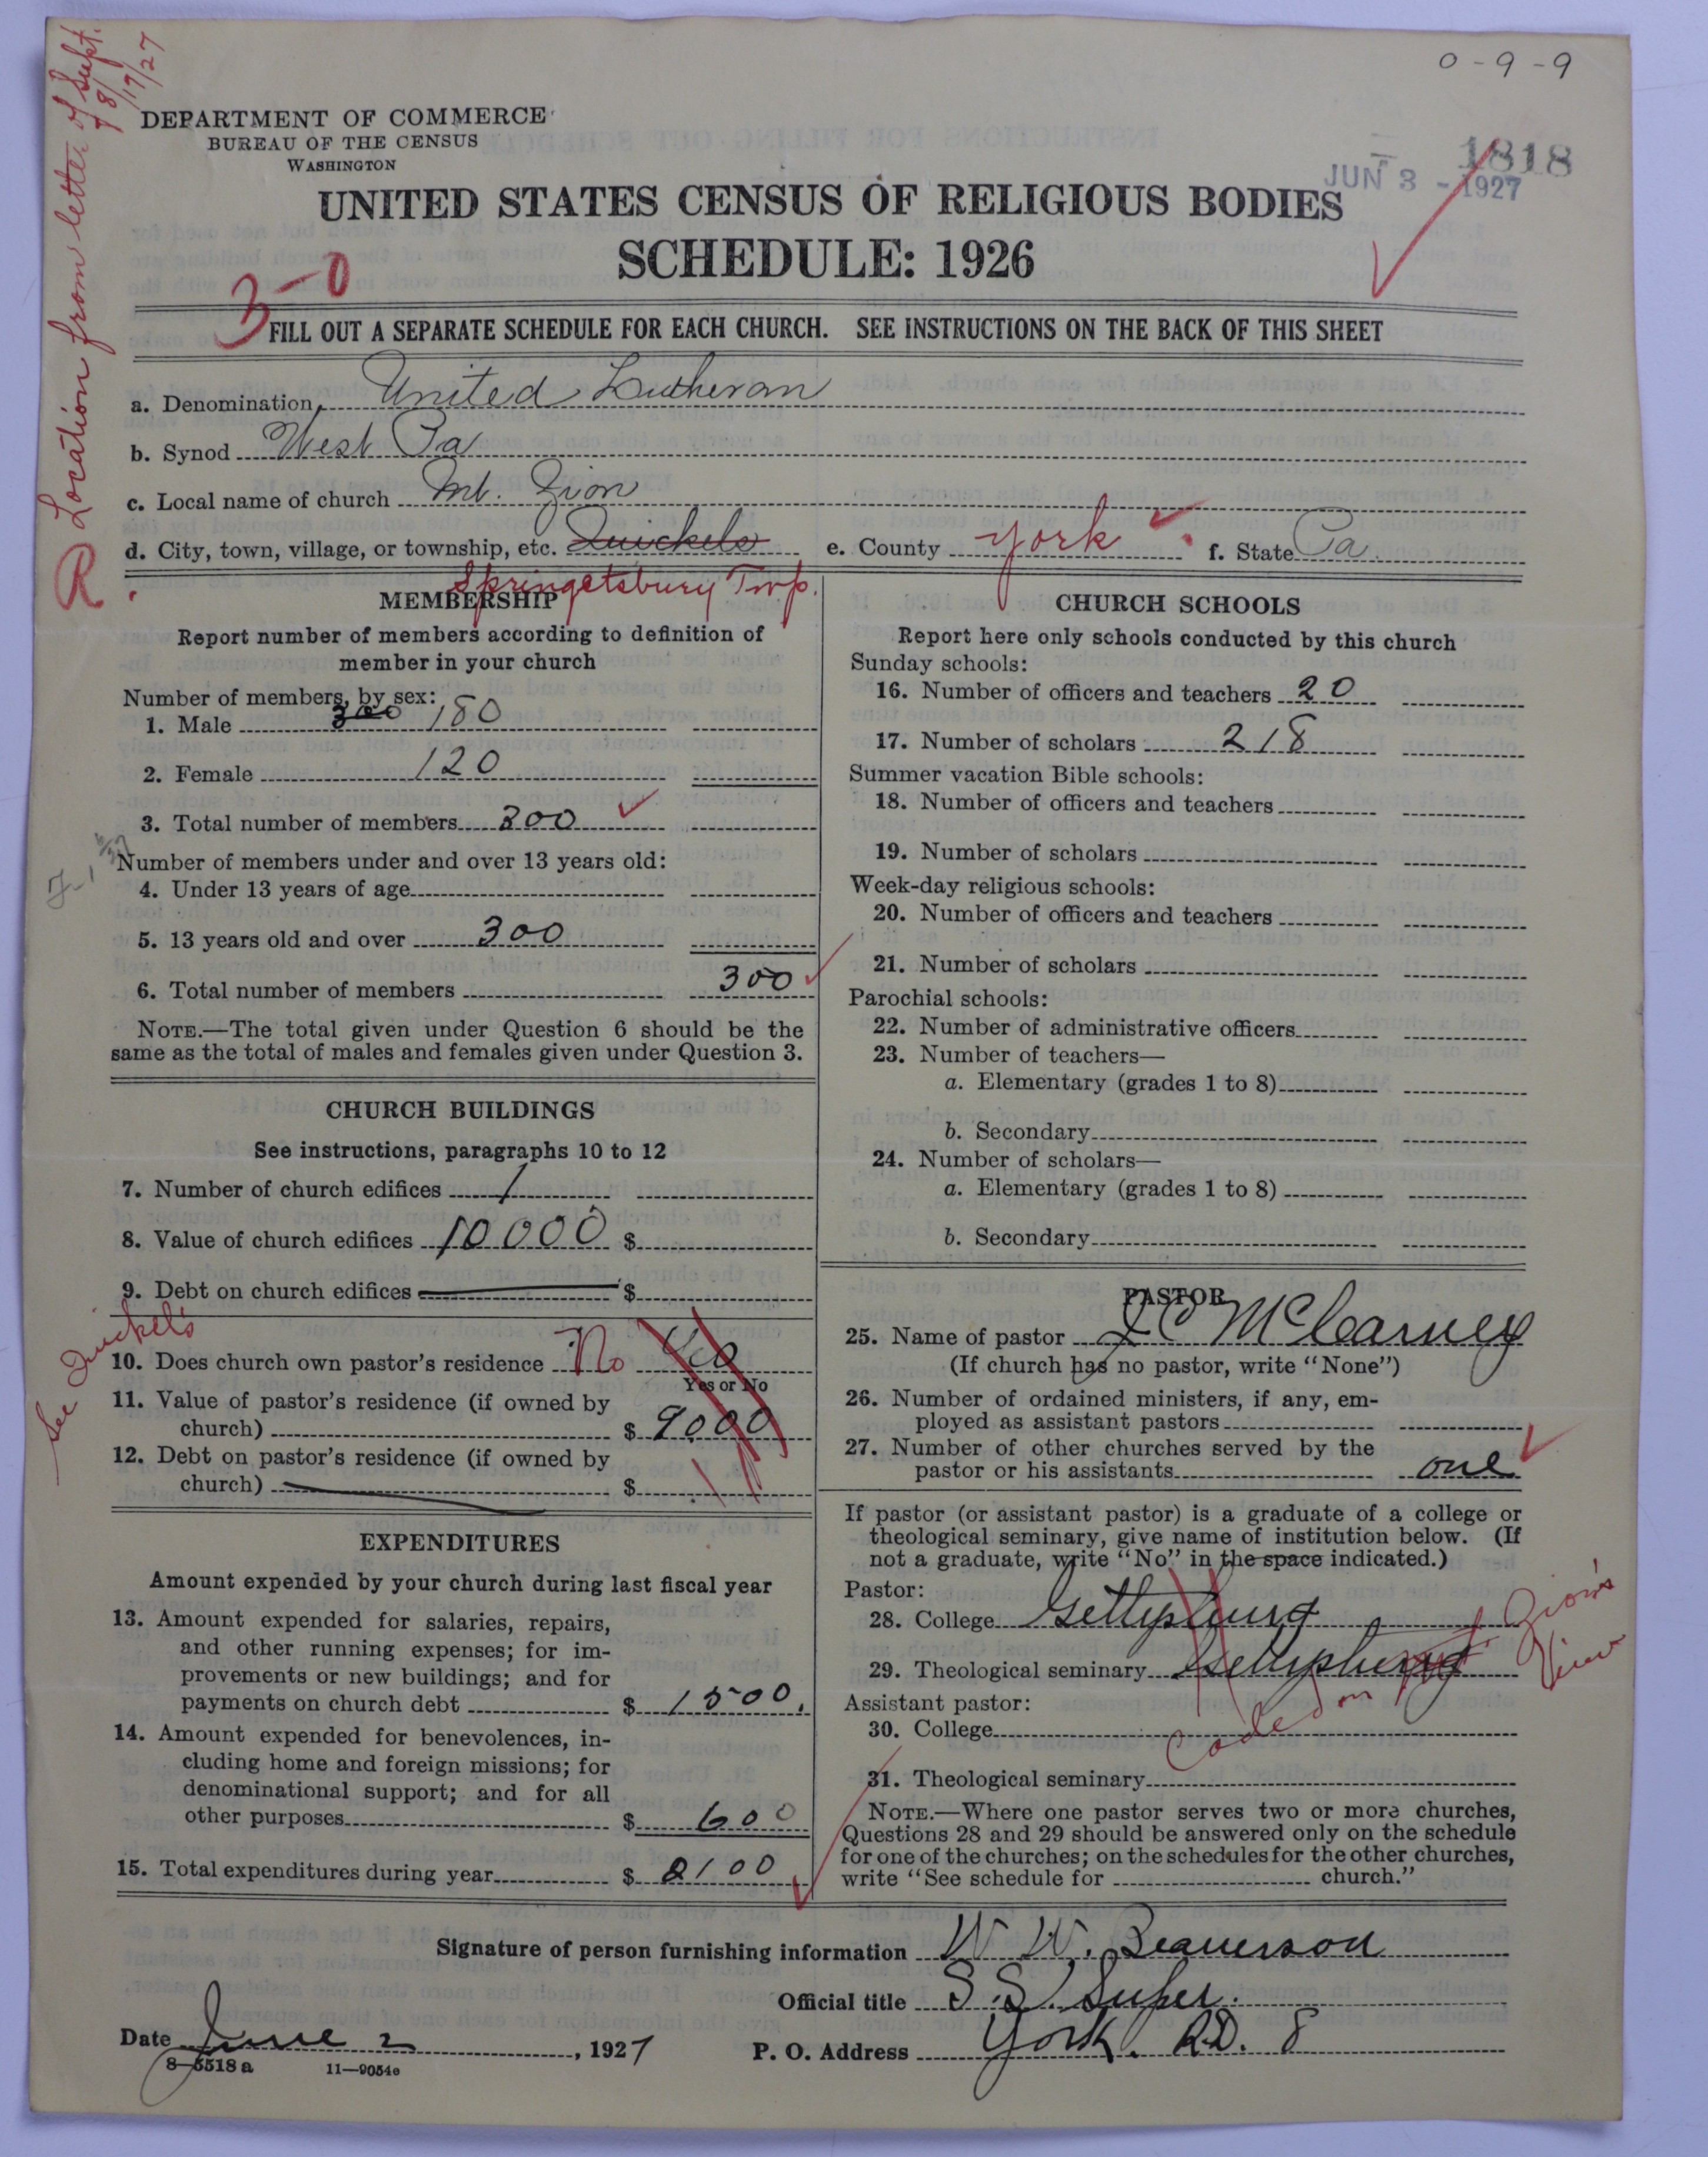 0-9-9
R Location from letter of Supt. 8/17/27
DEPARTMENT OF COMMERCE
BUREAU OF THE CENSUS
WASHINGTON
1818
JUN 3 - 1927
UNITED STATES CENSUS OF RELIGIOUS BODIES
SCHEDULE: 1926
3-0
FILL OUT A SEPARATE SCHEDULE FOR EACH CHURCH. SEE INSTRUCTIONS ON THE BACK OF THIS SHEET
a. Denomination United Lutheran
b. Synod West Pa
c. Local name of church Mt. Zion
d. City, town, village, or township, etc. Quickels e. County York f. State Pa.
Springetsbury Twp.
MEMBERSHIP
Report number of members according to definition of
member in your church
Number of members, by sex:
1. Male 300 180
2. Female 120
3. Total number of members 300
Number of members under and over 13 years old:
4. Under 13 years of age
5. 13 years old and over 300
6. Total number of members 300
NOTE.—The total given under Question 6 should be the
same as the total of males and females given under Question 3.
CHURCH BUILDINGS
See instructions, paragraphs 10 to 12
7. Number of church edifices 1
8. Value of church edifices 10000 $
9. Debt on church edifices $
See Quickel's
10. Does church own pastor's residence No Yes
Yes or No
11. Value of pastor's residence (if owned by
church) $ 9000
12. Debt on pastor's residence (if owned by
church) $
EXPENDITURES
Amount expended by your church during last fiscal year
13. Amount expended for salaries, repairs,
and other running expenses; for im-
provements or new buildings; and for
payments on church debt $ 1500.
14. Amount expended for benevolences, in-
cluding home and foreign missions; for
denominational support; and for all
other purposes $ 600
15. Total expenditures during year $ 2100
CHURCH SCHOOLS
Report here only schools conducted by this church
Sunday schools:
16. Number of officers and teachers 20
17. Number of scholars 218
Summer vacation Bible schools:
18. Number of officers and teachers
19. Number of scholars
Week-day religious schools:
20. Number of officers and teachers
21. Number of scholars
Parochial schools:
22. Number of administrative officers
23. Number of teachers—
a. Elementary (grades 1 to 8)
b. Secondary
24. Number of scholars—
a. Elementary (grades 1 to 8)
b. Secondary
PASTOR
25. Name of pastor McCarney
(If church has no pastor, write "None")
26. Number of ordained ministers, if any, em-
ployed as assistant pastors
27. Number of other churches served by the
pastor or his assistants one
If pastor (or assistant pastor) is a graduate of a college or
theological seminary, give name of institution below. (If
not a graduate, write "No" in the space indicated.)
Pastor:
28. College Gettysburg
29. Theological seminary Gettysburg
Coded on Zion's View
Assistant pastor:
30. College
31. Theological seminary
NOTE.—Where one pastor serves two or more churches,
Questions 28 and 29 should be answered only on the schedule
for one of the churches; on the schedules for the other churches,
write "See schedule for church."
Signature of person furnishing information W. W. Beaverson
Official title S.S. Super.
Date June 2, 1927 P. O. Address York. R.D. 8
8—5518 a 11—9054e